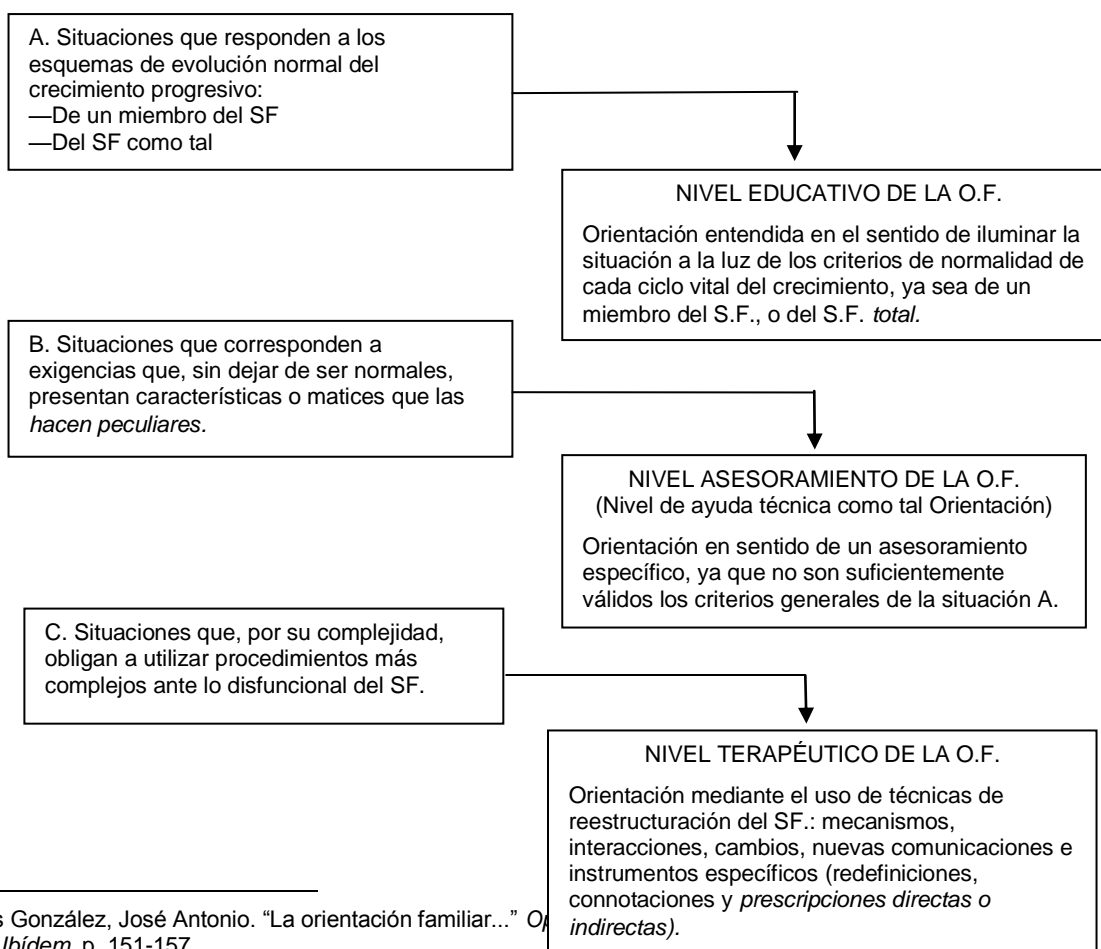 A. Situaciones que responden a los
esquemas de evolución normal del
crecimiento progresivo:
—De un miembro del SF
—Del SF como tal
NIVEL EDUCATIVO DE LA O.F.
Orientación entendida en el sentido de iluminar la
situación a la luz de los criterios de normalidad de
cada ciclo vital del crecimiento, ya sea de un
miembro del S.F., o del S.F. total.
B. Situaciones que corresponden a
exigencias que, sin dejar de ser normales,
presentan características o matices que las
hacen peculiares.
NIVEL ASESORAMIENTO DE LA O.F.
(Nivel de ayuda técnica como tal Orientación)
Orientación en sentido de un asesoramiento
específico, ya que no son suficientemente
válidos los criterios generales de la situación A.
C. Situaciones que, por su complejidad,
obligan a utilizar procedimientos más
complejos ante lo disfuncional del SF.
NIVEL TERAPÉUTICO DE LA O.F.
Orientación mediante el uso de técnicas de
reestructuración del SF.: mecanismos,
interacciones, cambios, nuevas comunicaciones e
instrumentos específicos (redefiniciones,
connotaciones y prescripciones directas o
indirectas).
s González, José Antonio. “La orientación familiar...”
Ibídem. p. 151-157